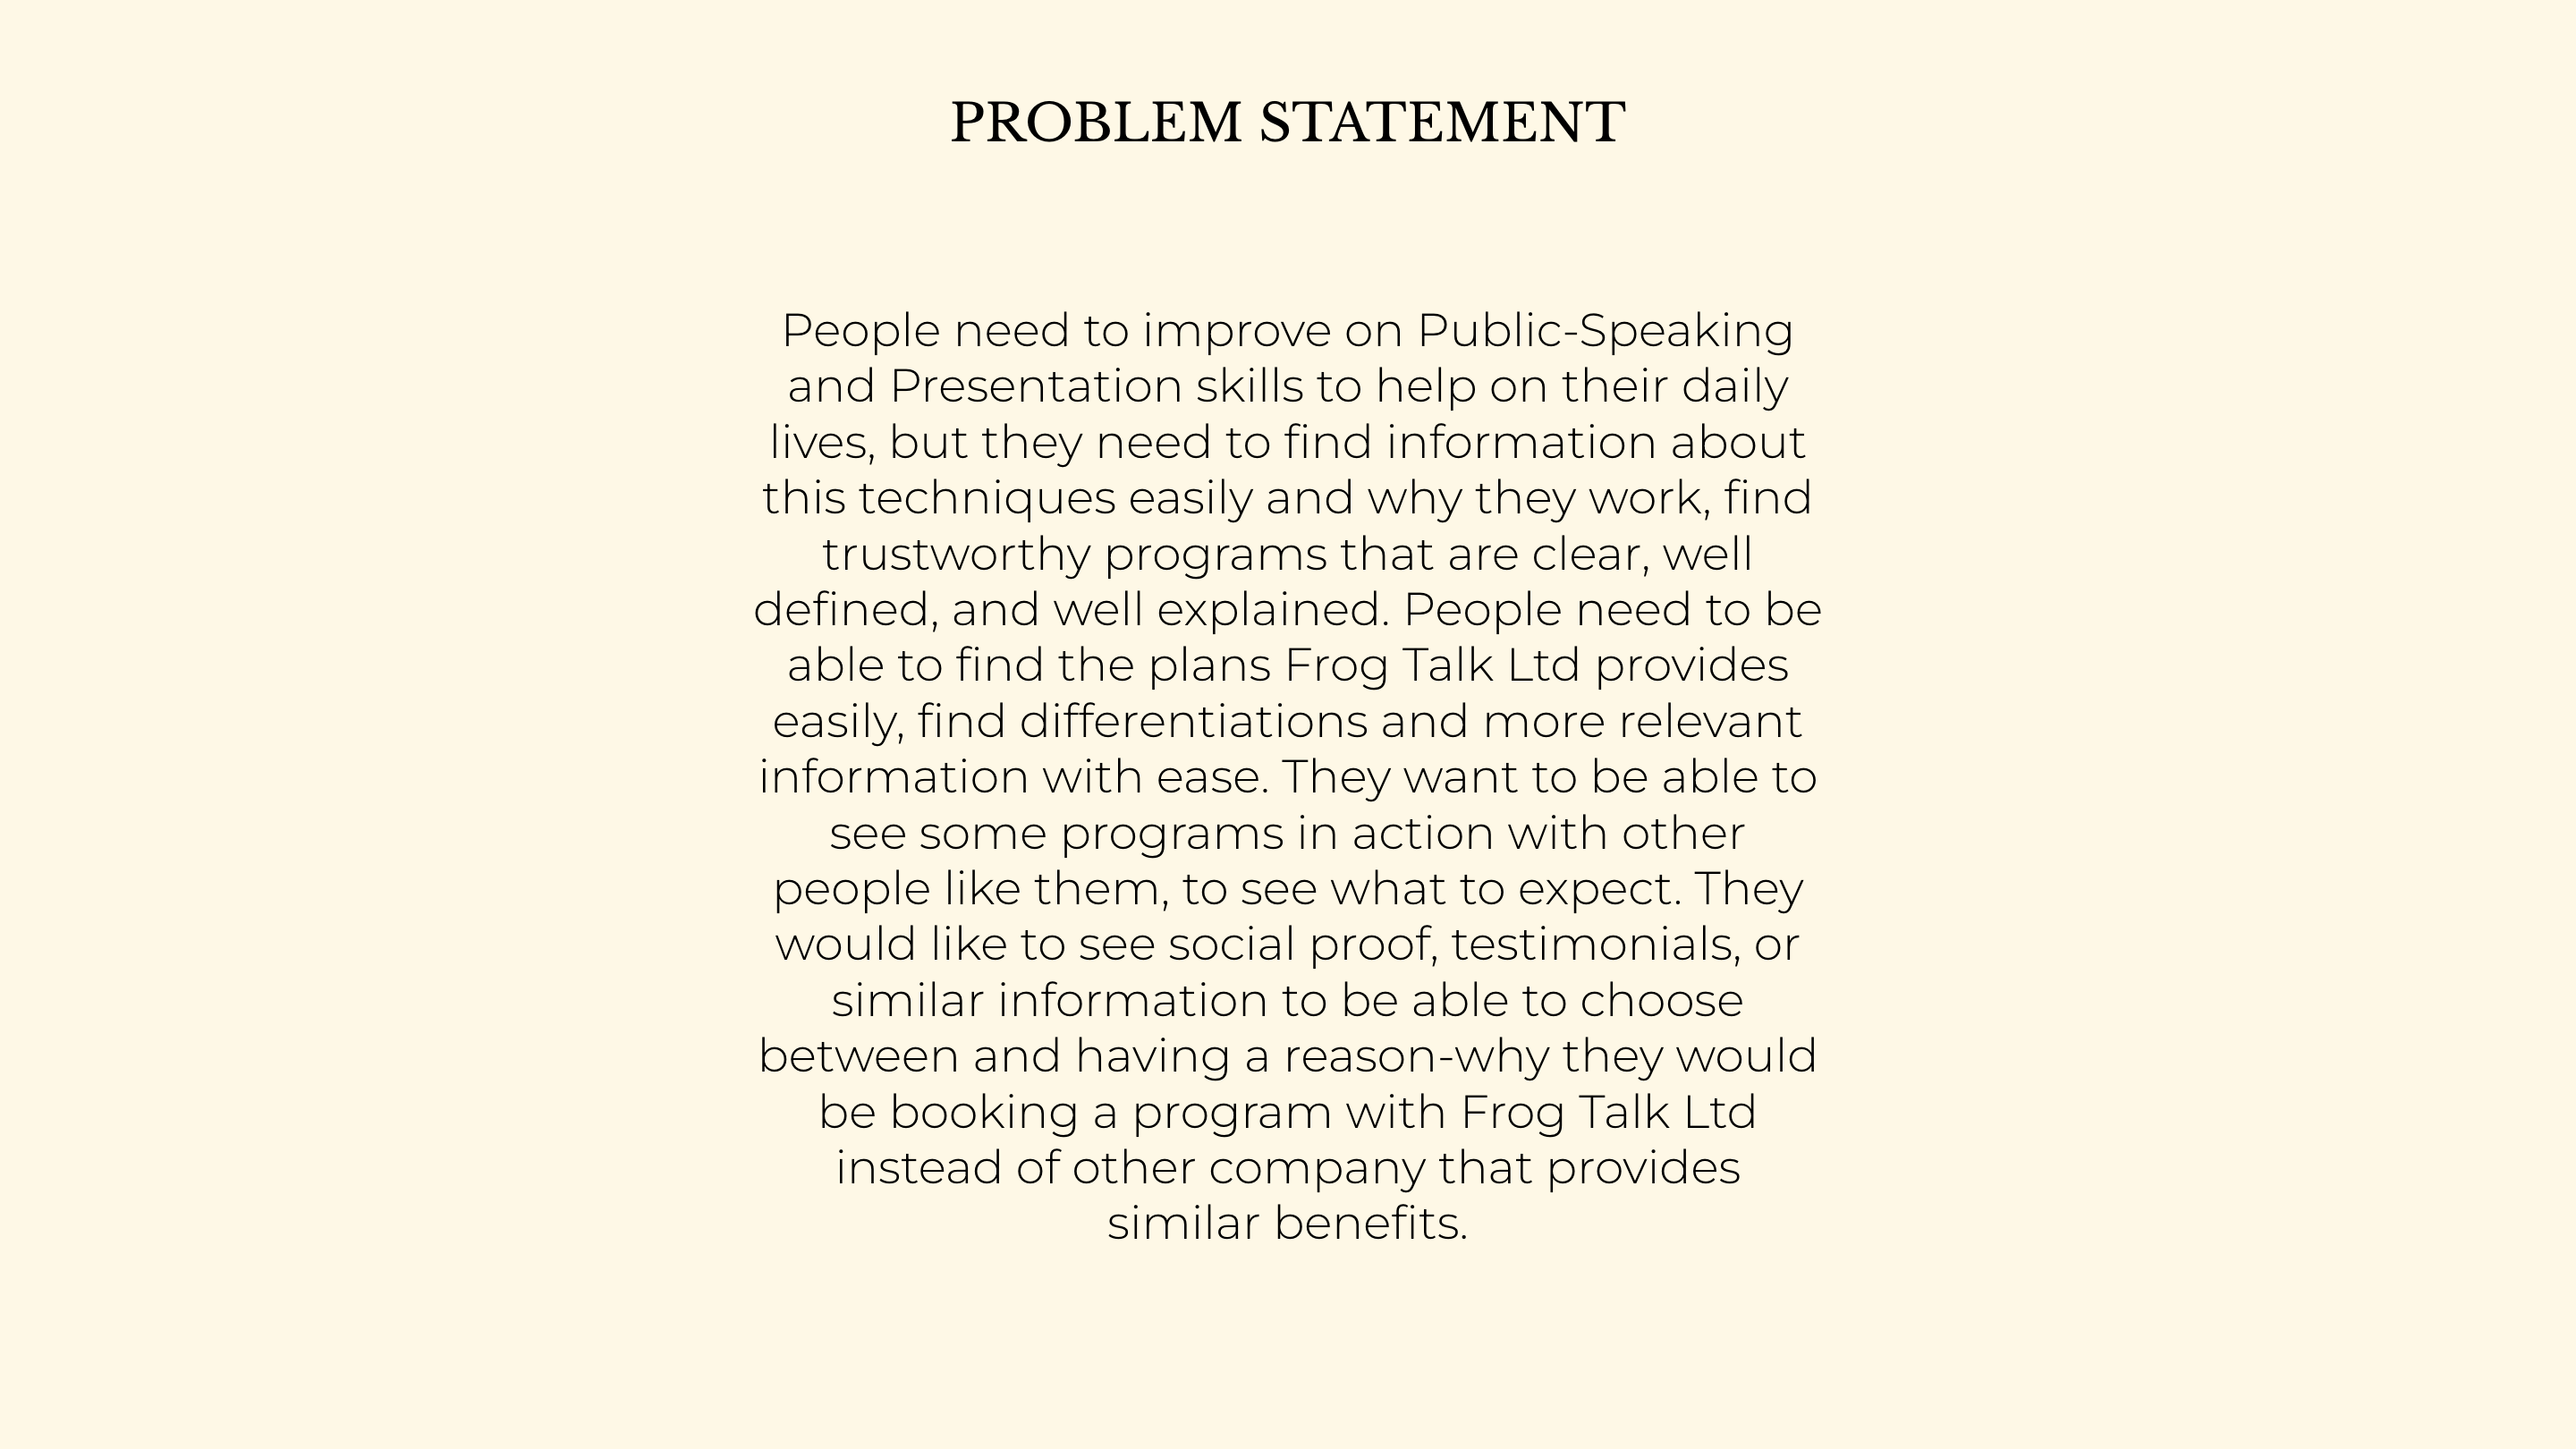 PROBLEM STATEMENT
People need to improve on Public-Speaking
and Presentation skills to help on their daily
lives, but they need to find information about
this techniques easily and why they work, find
trustworthy programs that are clear, well
defined, and well explained. People need to be
able to find the plans Frog Talk Ltd provides
easily, find differentiations and more relevant
information with ease. They want to be able to
see some programs in action with other
people like them, to see what to expect. They
would like to see social proof, testimonials, or
similar information to be able to choose
between and having a reason-why they would
be booking a program with Frog Talk Ltd
instead of other company that provides
similar benefits.